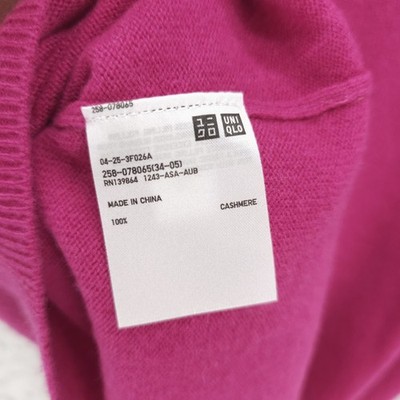 258-078065
ユニ
クロ
UNI
QLO
04-25-3F026A
258-078065(34-05)
RN139864 1243-ASA-AUB
MADE IN CHINA
100% CASHMERE